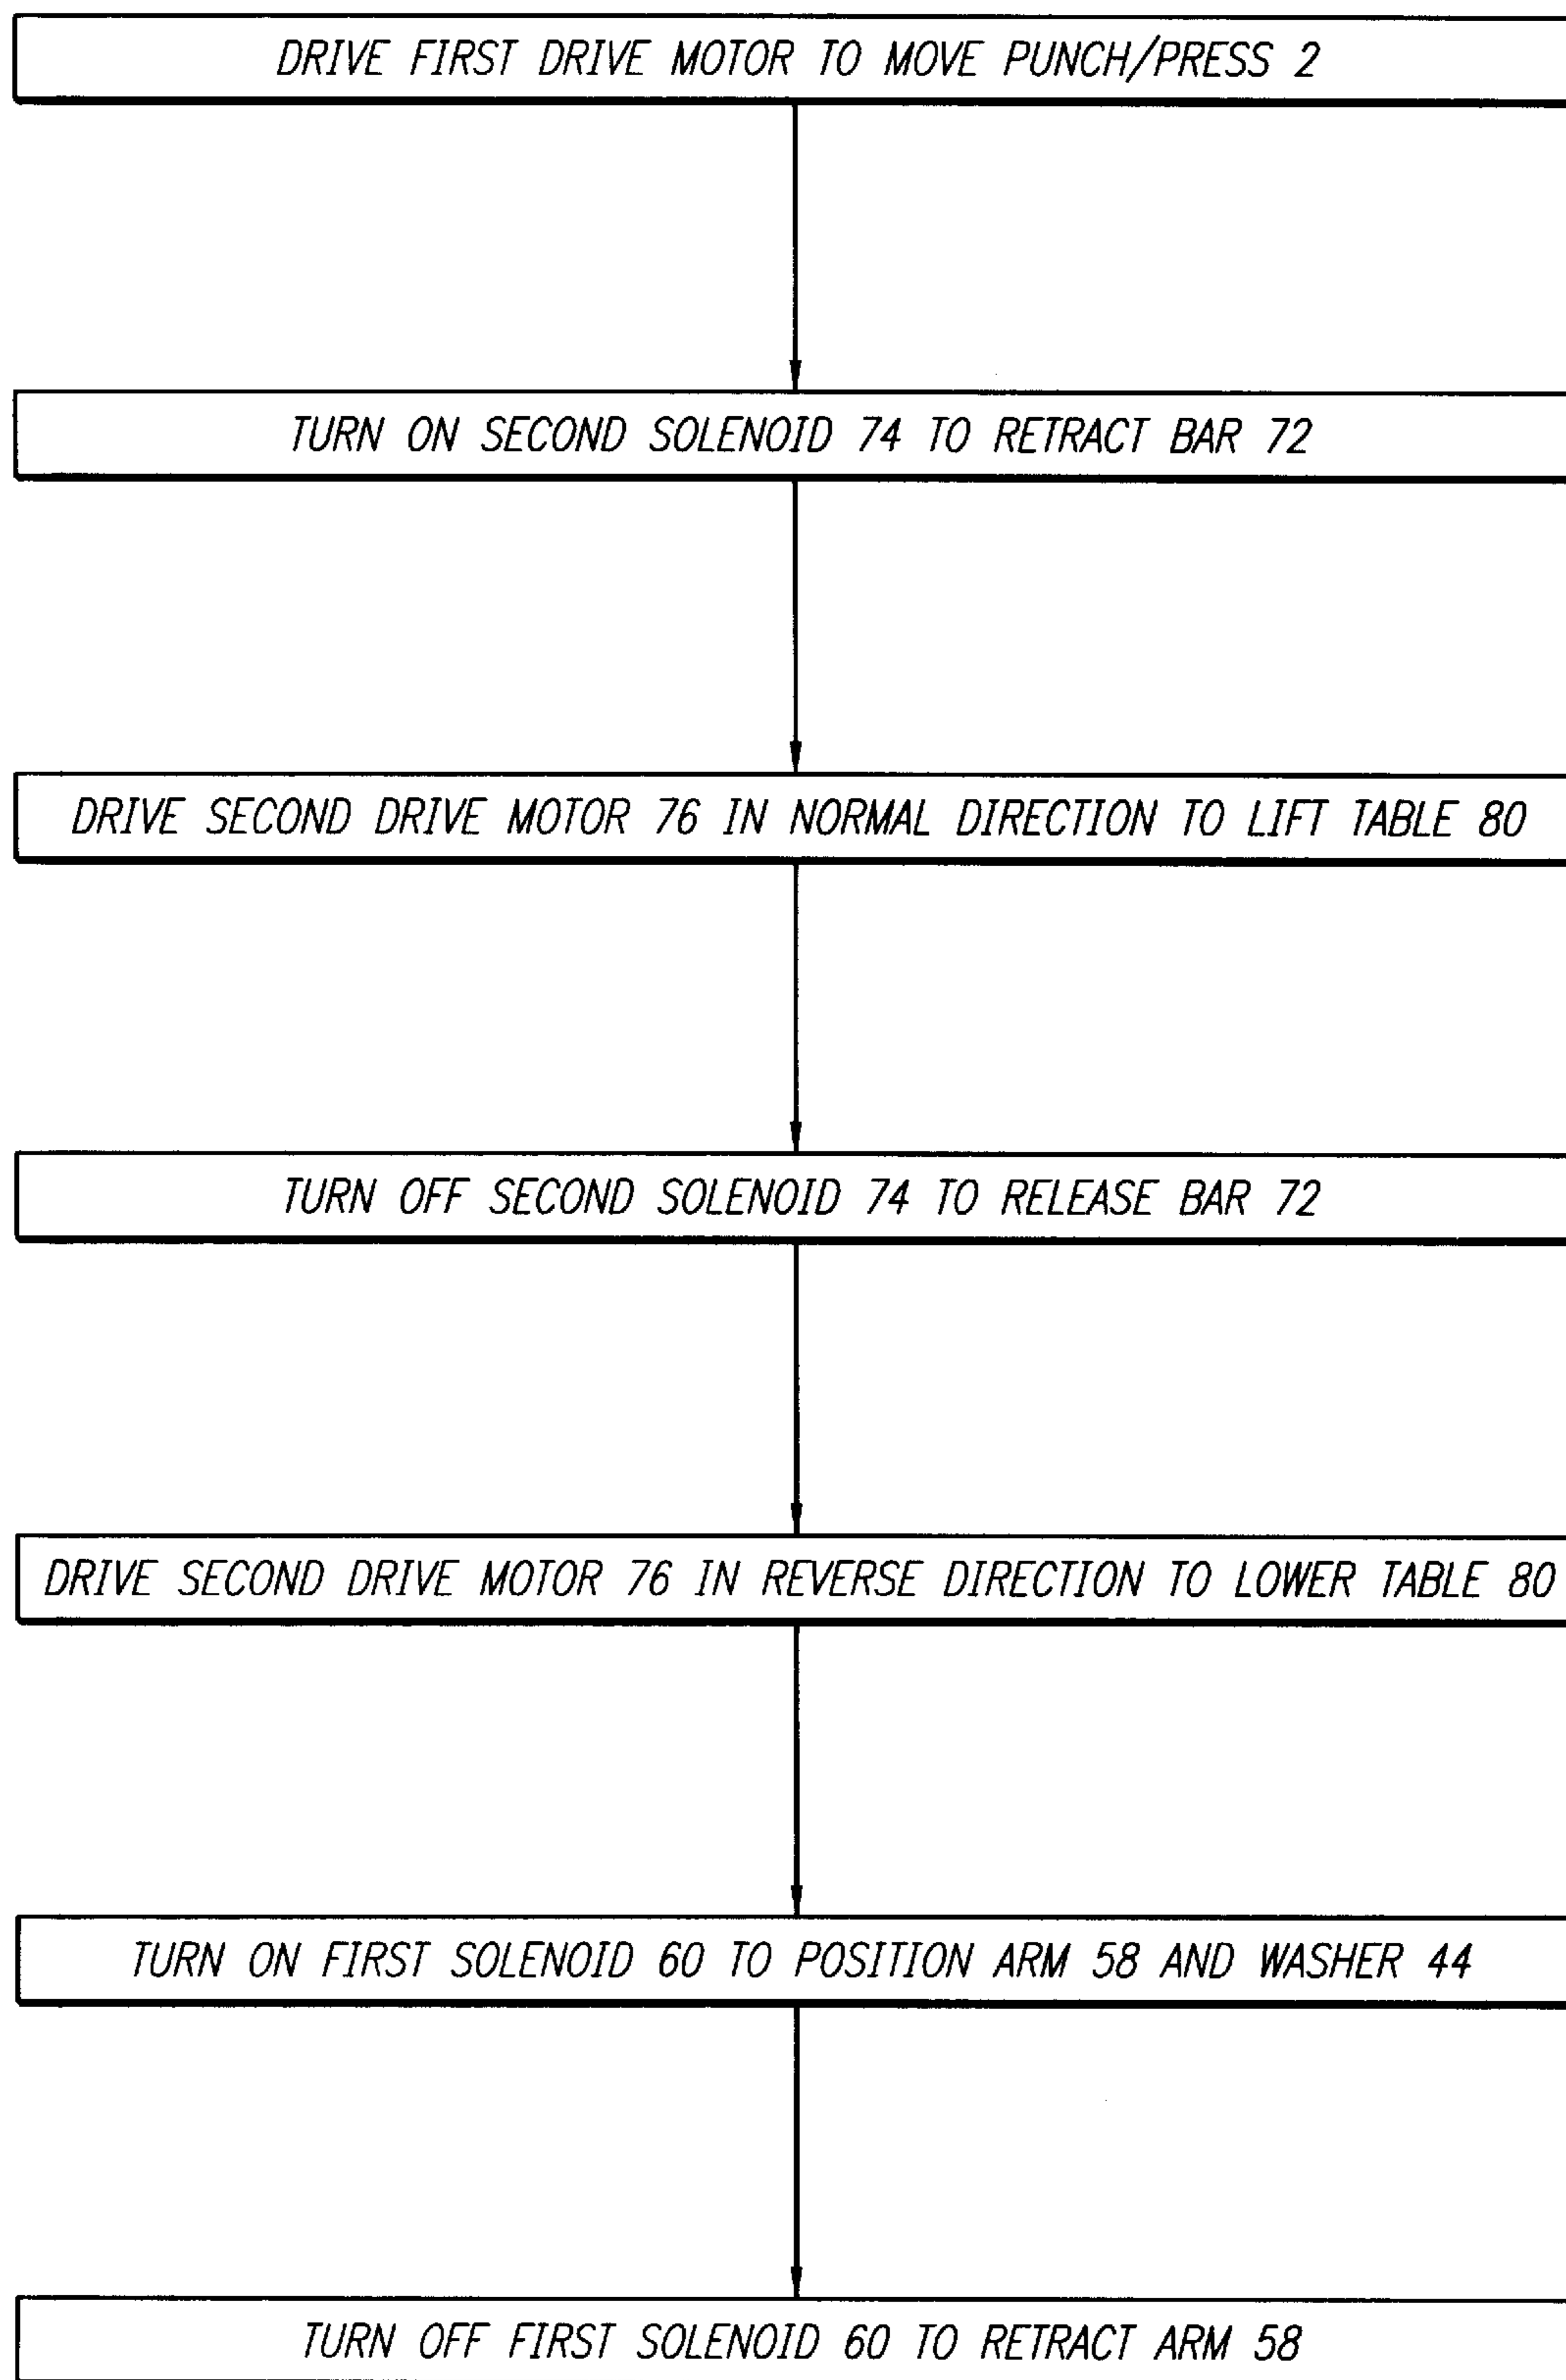 DRIVE FIRST DRIVE MOTOR TO MOVE PUNCH/PRESS 2
TURN ON SECOND SOLENOID 74 TO RETRACT BAR 72
DRIVE SECOND DRIVE MOTOR 76 IN NORMAL DIRECTION TO LIFT TABLE 80
TURN OFF SECOND SOLENOID 74 TO RELEASE BAR 72
DRIVE SECOND DRIVE MOTOR 76 IN REVERSE DIRECTION TO LOWER TABLE 80
TURN ON FIRST SOLENOID 60 TO POSITION ARM 58 AND WASHER 44
TURN OFF FIRST SOLENOID 60 TO RETRACT ARM 58